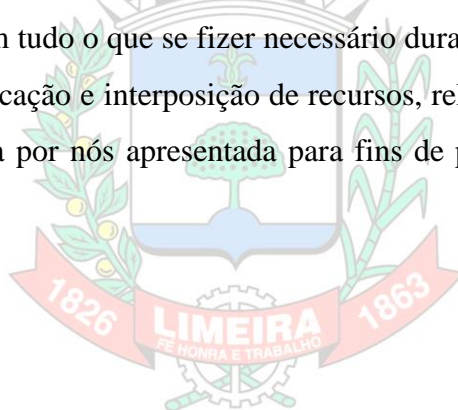 n tudo o que se fizer necessário dura
cação e interposição de recursos, rel
a por nós apresentada para fins de p
1826 LIMEIRA 1863
FÉ HONRA E TRABALHO